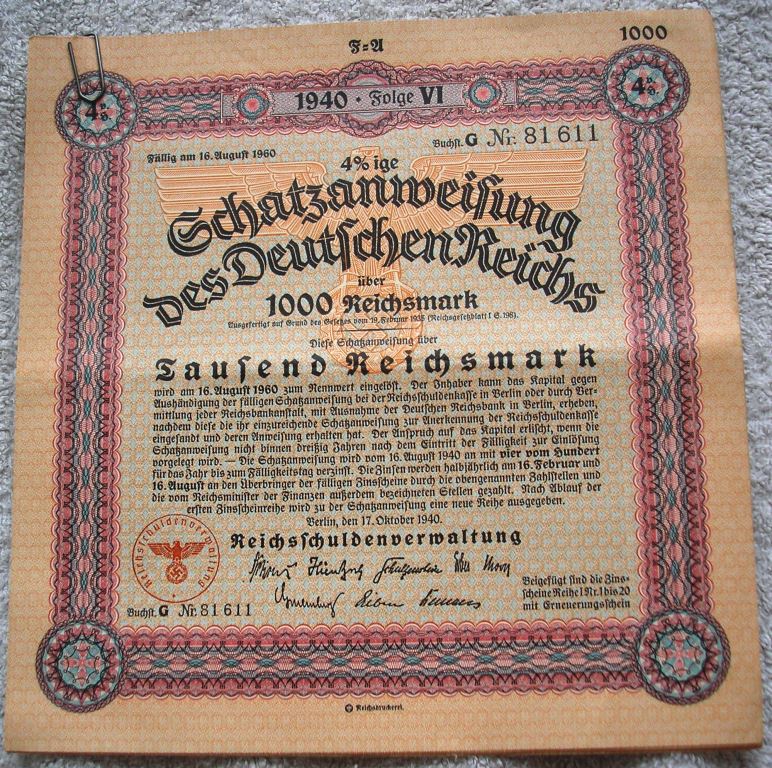 F=A
1000
4%
1940 · Folge VI
4%
Buchst. G Nr: 81611
Fällig am 16. August 1960
4% ige
Schatzanweisung
des Deutschen Reichs
über
1000 Reichsmark
Ausgefertigt auf Grund des Gesetzes vom 19. Februar 1935 (Reichsgesetzblatt I S. 198).
Diese Schatzanweisung über
Tausend Reichsmark
wird am 16. August 1960 zum Nennwert eingelöst. Der Inhaber kann das Kapital gegen
Aushändigung der fälligen Schatzanweisung bei der Reichsschuldenkasse in Berlin oder durch Ver-
mittlung jeder Reichsbankanstalt, mit Ausnahme der Deutschen Reichsbank in Berlin, erheben,
nachdem diese die ihr einzureichende Schatzanweisung zur Anerkennung der Reichsschuldenkasse
eingesandt und deren Anweisung erhalten hat. Der Anspruch auf das Kapital erlischt, wenn die
Schatzanweisung nicht binnen dreißig Jahren nach dem Eintritt der Fälligkeit zur Einlösung
vorgelegt wird. — Die Schatzanweisung wird vom 16. August 1940 an mit vier vom Hundert
für das Jahr bis zum Fälligkeitstag verzinst. Die Zinsen werden halbjährlich am 16. Februar und
16. August an den Überbringer der fälligen Zinscheine durch die obengenannten Zahlstellen und
die vom Reichsminister der Finanzen außerdem bezeichneten Stellen gezahlt. Nach Ablauf der
ersten Zinscheinreihe wird zu der Schatzanweisung eine neue Reihe ausgegeben.
Berlin, den 17. Oktober 1940.
Reichsschuldenverwaltung
Reichsschuldenverwaltung
Buchst. G Nr. 81611
Beigefügt sind die Zins-
scheine Reihe I Nr. 1 bis 20
mit Erneuerungsschein
Reichsdruckerei.